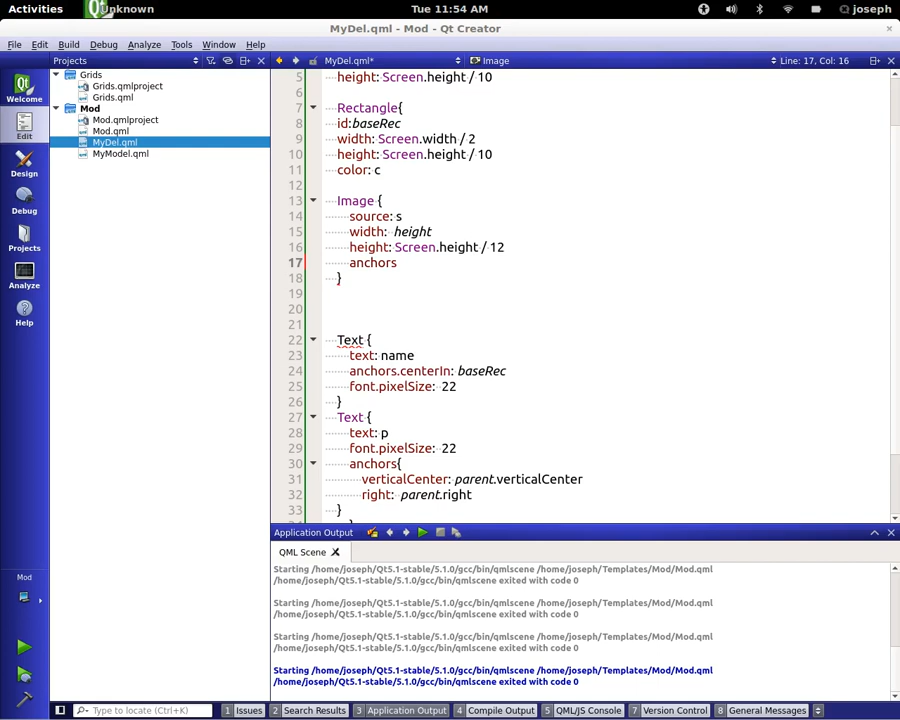 Activities
Unknown
Tue 11:54 AM
joseph
MyDel.qml - Mod - Qt Creator
File Edit Build Debug Analyze Tools Window Help
Projects
MyDel.qml*
Image
Line: 17, Col: 16
Welcome
Edit
Design
Debug
Projects
Analyze
Help
Mod
Grids
Grids.qmlproject
Grids.qml
Mod
Mod.qmlproject
Mod.qml
MyDel.qml
MyModel.qml
5 height: Screen.height / 10
6
7 Rectangle{
8 id:baseRec
9 width: Screen.width / 2
10 height: Screen.height / 10
11 color: c
12
13 Image {
14 source: s
15 width: height
16 height: Screen.height / 12
17 anchors
18 }
19
20
21
22 Text {
23 text: name
24 anchors.centerIn: baseRec
25 font.pixelSize: 22
26 }
27 Text {
28 text: p
29 font.pixelSize: 22
30 anchors{
31 verticalCenter: parent.verticalCenter
32 right: parent.right
33 }
Application Output
QML Scene
Starting /home/joseph/Qt5.1-stable/5.1.0/gcc/bin/qmlscene /home/joseph/Templates/Mod/Mod.qml
/home/joseph/Qt5.1-stable/5.1.0/gcc/bin/qmlscene exited with code 0
Starting /home/joseph/Qt5.1-stable/5.1.0/gcc/bin/qmlscene /home/joseph/Templates/Mod/Mod.qml
/home/joseph/Qt5.1-stable/5.1.0/gcc/bin/qmlscene exited with code 0
Starting /home/joseph/Qt5.1-stable/5.1.0/gcc/bin/qmlscene /home/joseph/Templates/Mod/Mod.qml
/home/joseph/Qt5.1-stable/5.1.0/gcc/bin/qmlscene exited with code 0
Starting /home/joseph/Qt5.1-stable/5.1.0/gcc/bin/qmlscene /home/joseph/Templates/Mod/Mod.qml
/home/joseph/Qt5.1-stable/5.1.0/gcc/bin/qmlscene exited with code 0
Type to locate (Ctrl+K)
1 Issues 2 Search Results 3 Application Output 4 Compile Output 5 QML/JS Console 7 Version Control 8 General Messages